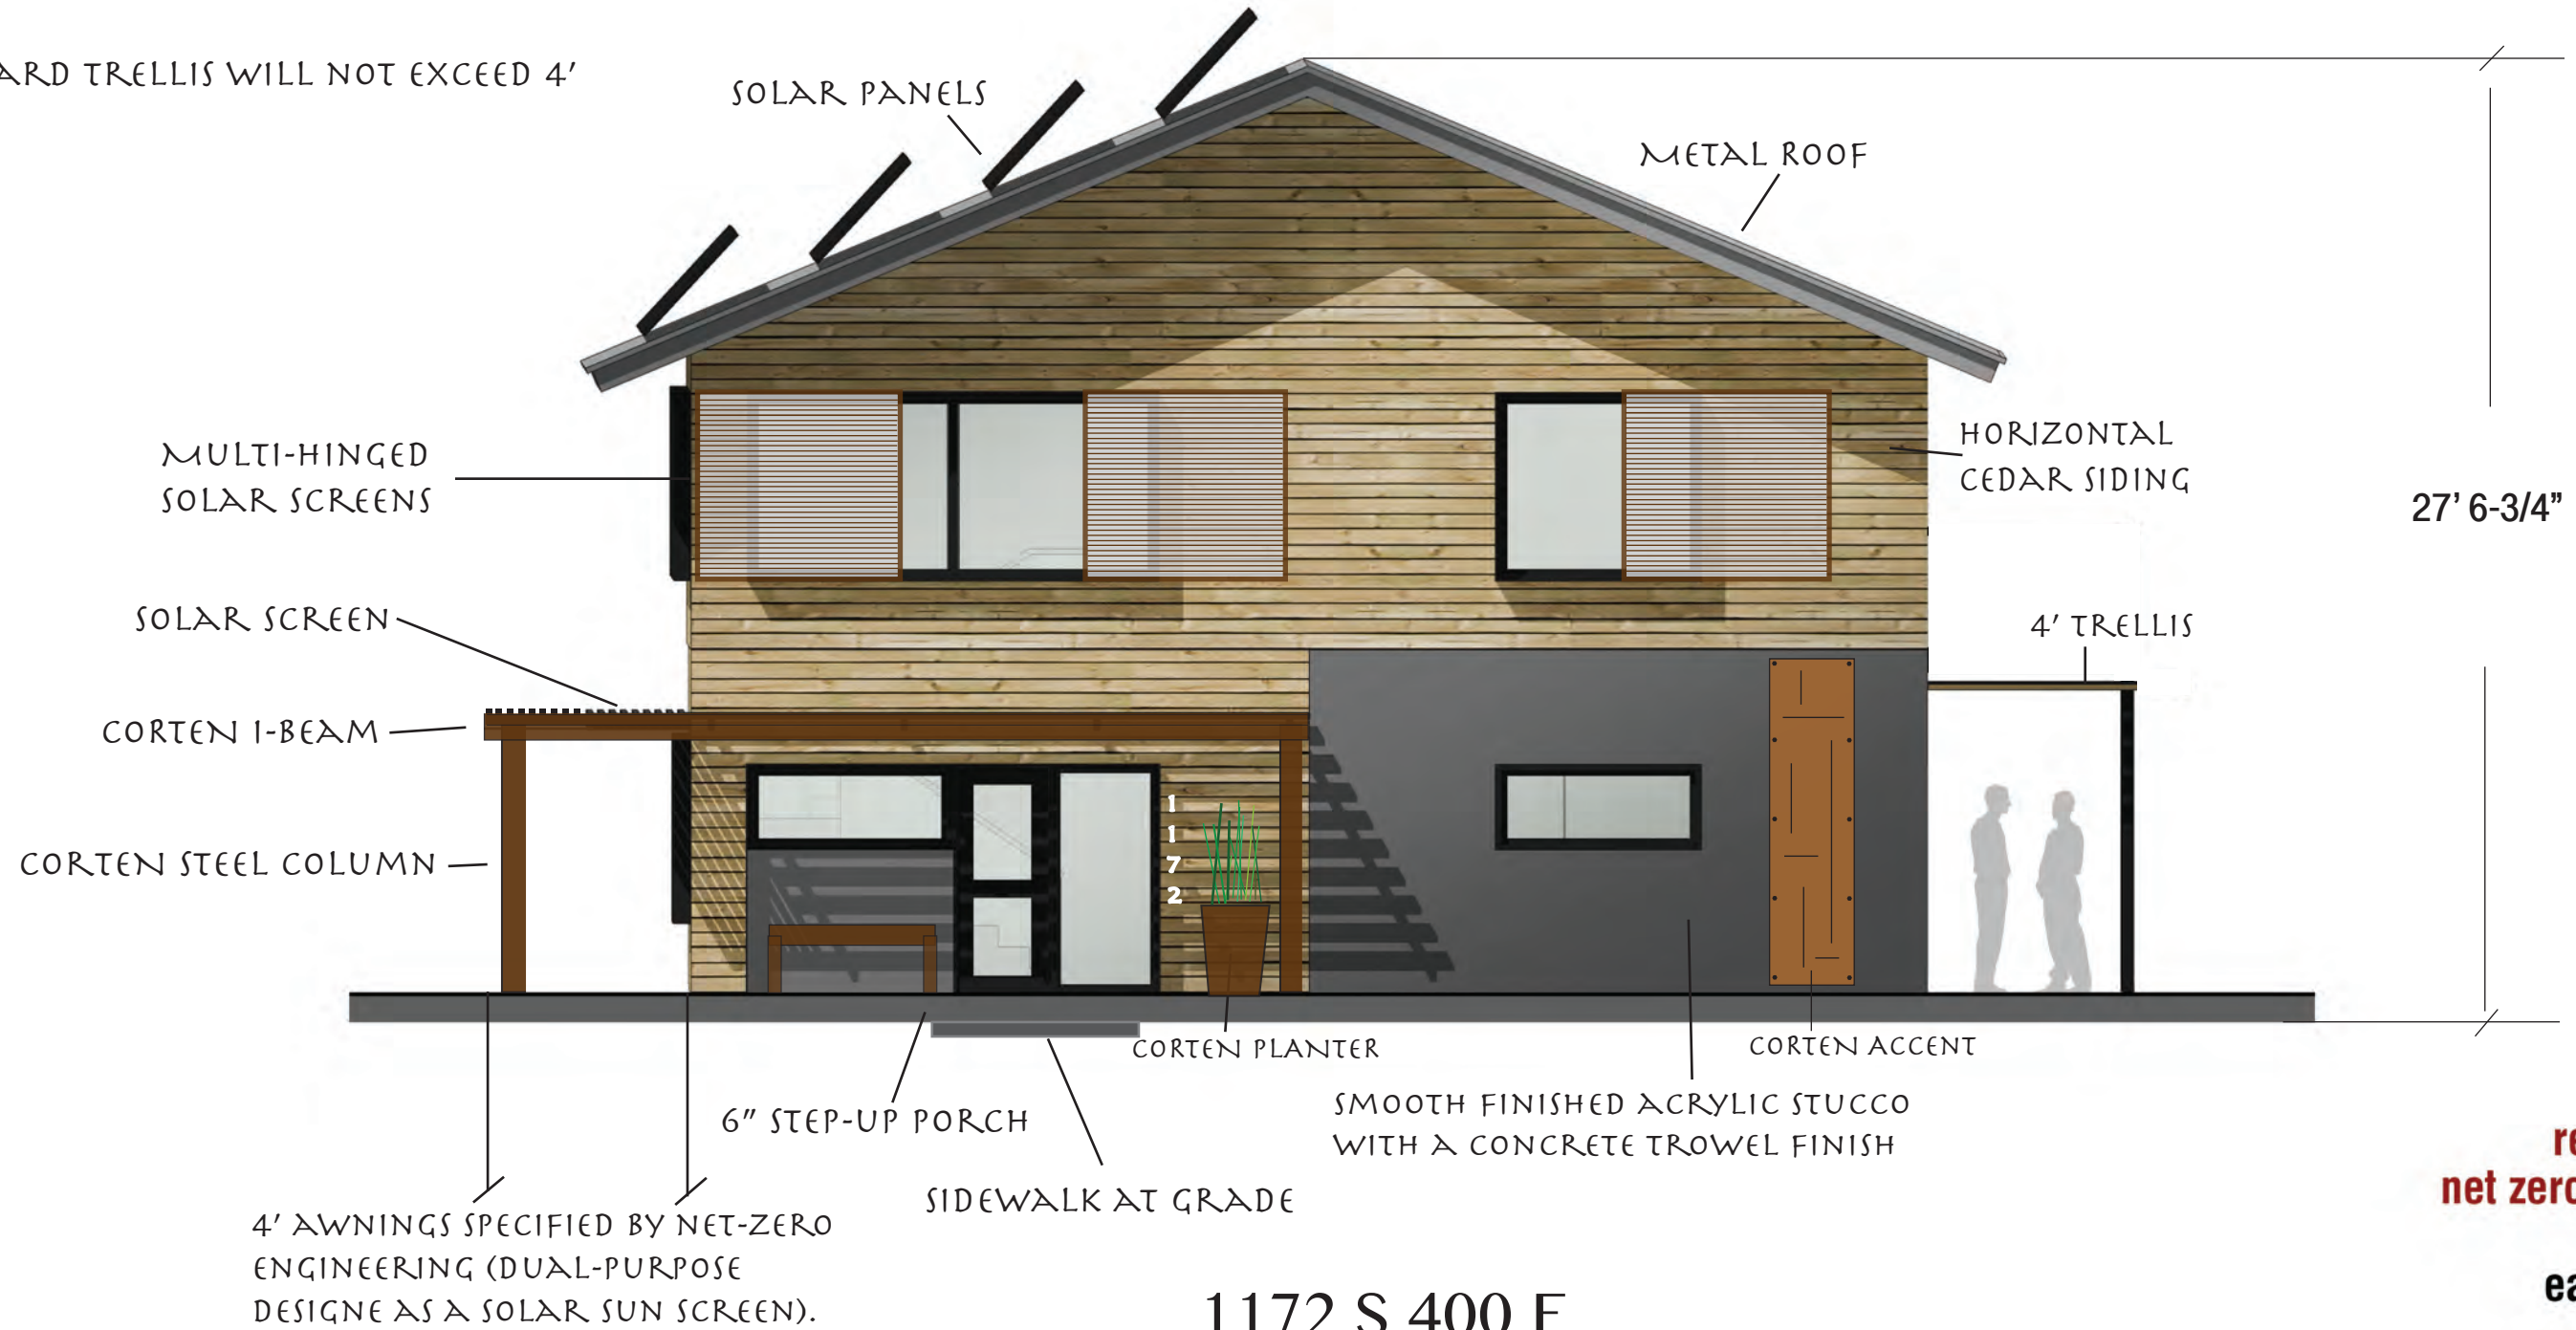 TRELLIS WILL NOT EXCEED 4'
SOLAR PANELS
METAL ROOF
MULTI-HINGED
SOLAR SCREENS
HORIZONTAL
CEDAR SIDING
27' 6-3/4"
SOLAR SCREEN
4' TRELLIS
CORTEN I-BEAM
CORTEN STEEL COLUMN
1
1
7
2
CORTEN PLANTER
CORTEN ACCENT
6" STEP-UP PORCH
SMOOTH FINISHED ACRYLIC STUCCO
WITH A CONCRETE TROWEL FINISH
SIDEWALK AT GRADE
4' AWNINGS SPECIFIED BY NET-ZERO
ENGINEERING (DUAL-PURPOSE
DESIGNE AS A SOLAR SUN SCREEN).
net zero
1172 S 400 E